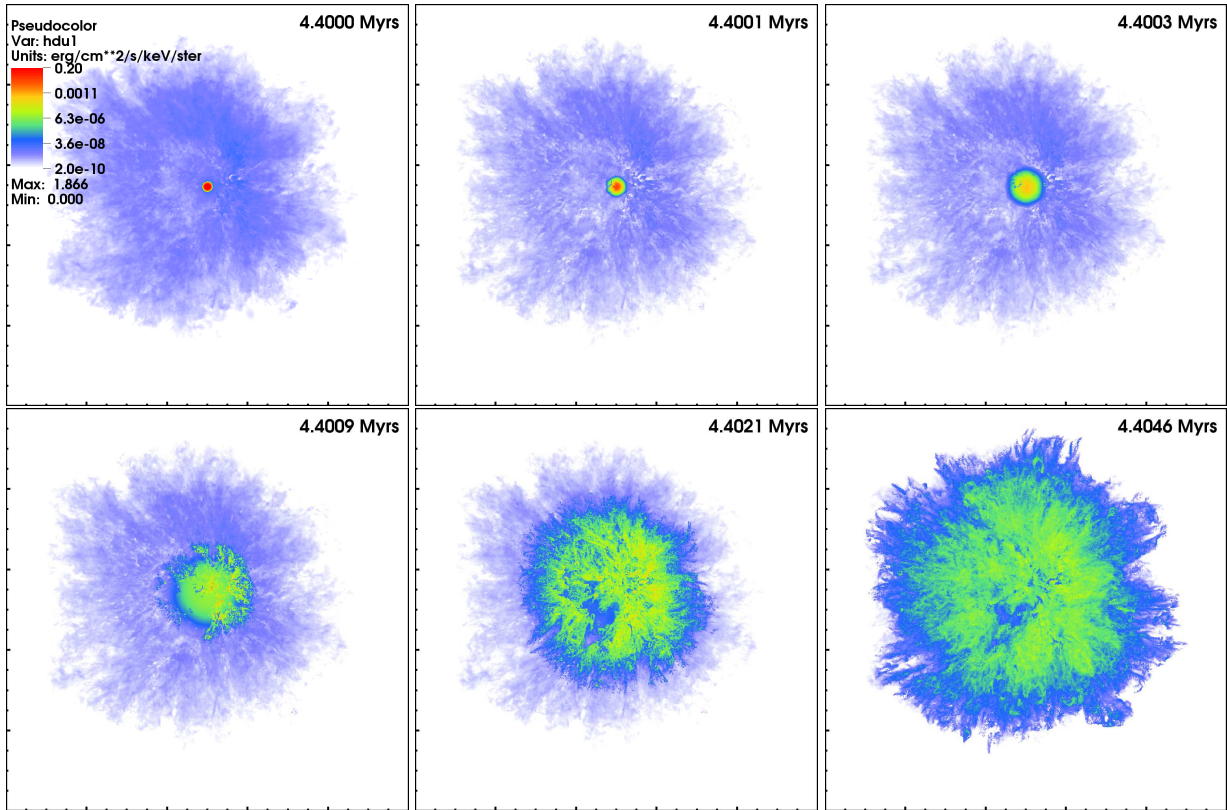 4.4000 Myrs
4.4001 Myrs
4.4003 Myrs
Pseudocolor
Var: hdu1
Units: erg/cm**2/s/keV/ster
0.20
0.0011
6.3e-06
3.6e-08
2.0e-10
Max: 1.866
Min: 0.000
4.4009 Myrs
4.4021 Myrs
4.4046 Myrs